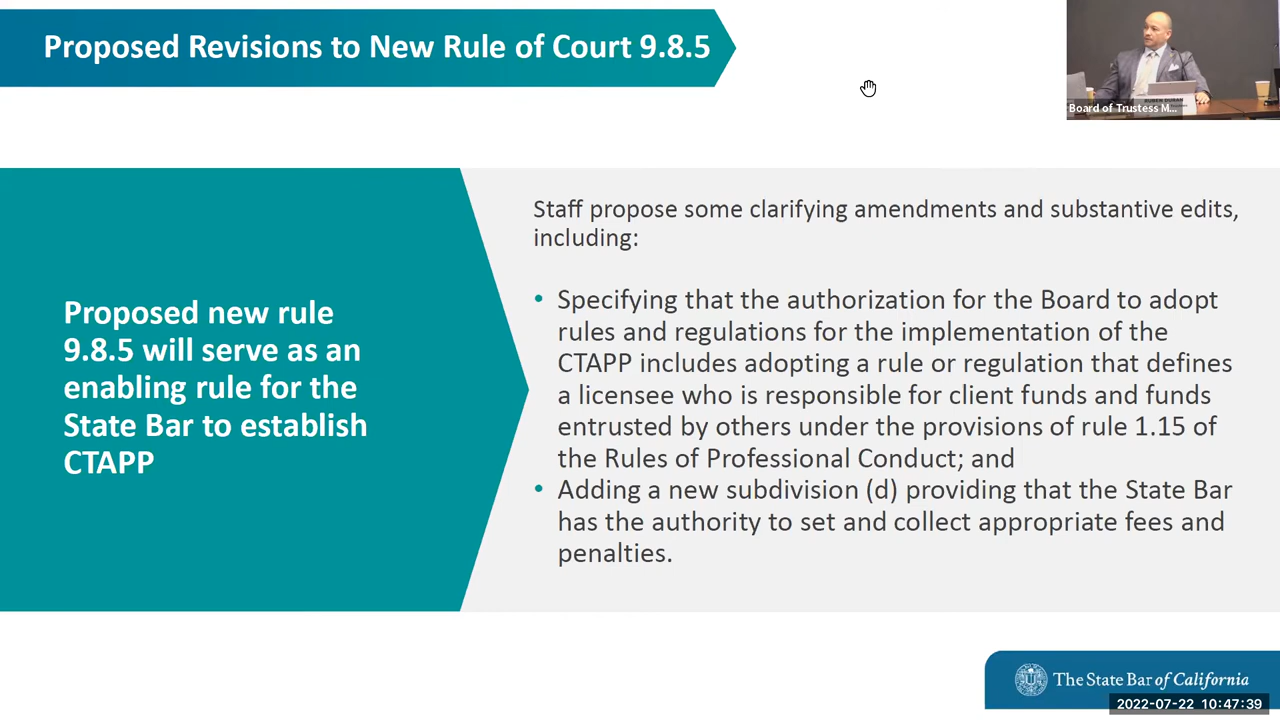 Proposed Revisions to New Rule of Court 9.8.5
RUBEN DURAN
Board of Trustess M...
Staff propose some clarifying amendments and substantive edits,
including:
Proposed new rule
9.8.5 will serve as an
enabling rule for the
State Bar to establish
CTAPP
• Specifying that the authorization for the Board to adopt
rules and regulations for the implementation of the
CTAPP includes adopting a rule or regulation that defines
a licensee who is responsible for client funds and funds
entrusted by others under the provisions of rule 1.15 of
the Rules of Professional Conduct; and
• Adding a new subdivision (d) providing that the State Bar
has the authority to set and collect appropriate fees and
penalties.
The State Bar of California
2022-07-22 10:47:39